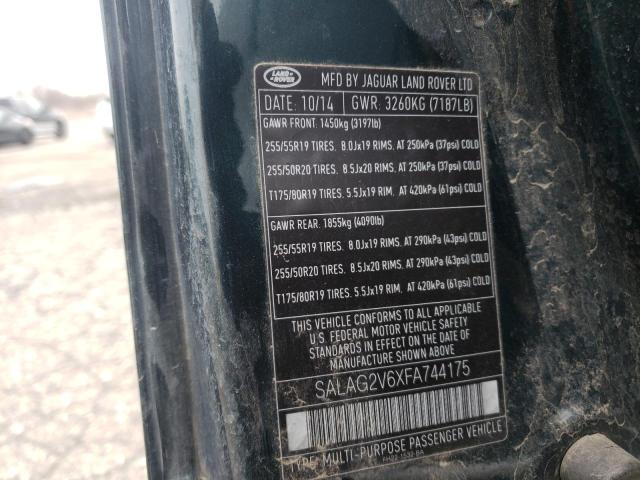 LAND ROVER
MFD BY JAGUAR LAND ROVER LTD
DATE: 10/14 GWR: 3260KG (7187LB)
GAWR FRONT: 1450kg (3197lb)
255/55R19 TIRES. 8.0Jx19 RIMS. AT 250kPa (37psi) COLD
255/50R20 TIRES. 8.5Jx20 RIMS. AT 250kPa (37psi) COLD
T175/80R19 TIRES. 5.5Jx19 RIM. AT 420kPa (61psi) COLD
GAWR REAR: 1855kg (4090lb)
255/55R19 TIRES. 8.0Jx19 RIMS. AT 290kPa (43psi) COLD
255/50R20 TIRES. 8.5Jx20 RIMS. AT 290kPa (43psi) COLD
T175/80R19 TIRES. 5.5Jx19 RIM. AT 420kPa (61psi) COLD
THIS VEHICLE CONFORMS TO ALL APPLICABLE
U.S. FEDERAL MOTOR VEHICLE SAFETY
STANDARDS IN EFFECT ON THE DATE OF
MANUFACTURE FROM SHOWN ABOVE
SALAG2V6XFA744175
TYPE: MULTI-PURPOSE PASSENGER VEHICLE